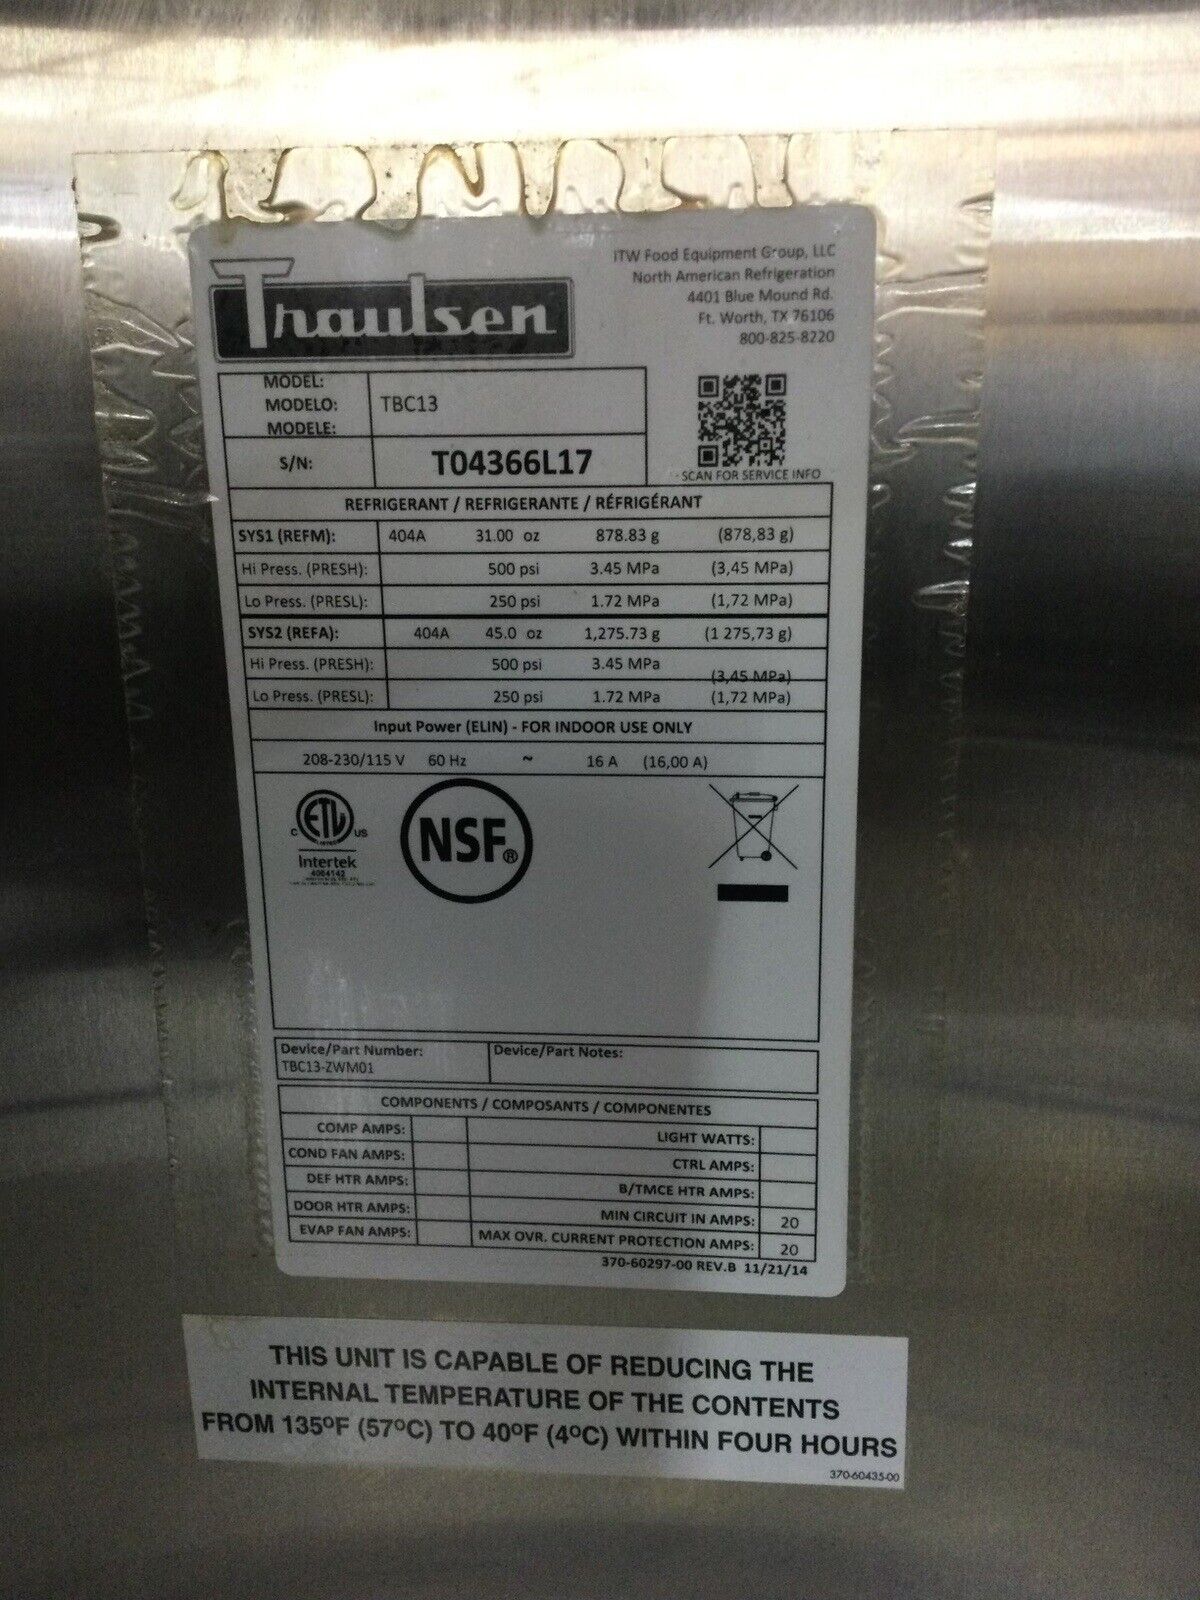 Traulsen
ITW Food Equipment Group, LLC
North American Refrigeration
4401 Blue Mound Rd.
Ft. Worth, TX 76106
800-825-8220
MODEL:
MODELO: TBC13
MODELE:
S/N: T04366L17
SCAN FOR SERVICE INFO
REFRIGERANT / REFRIGERANTE / RÉFRIGÉRANT
SYS1 (REFM): 404A 31.00 oz 878.83 g (878,83 g)
Hi Press. (PRESH): 500 psi 3.45 MPa (3,45 MPa)
Lo Press. (PRESL): 250 psi 1.72 MPa (1,72 MPa)
SYS2 (REFA): 404A 45.0 oz 1,275.73 g (1 275,73 g)
Hi Press. (PRESH): 500 psi 3.45 MPa (3,45 MPa)
Lo Press. (PRESL): 250 psi 1.72 MPa (1,72 MPa)
Input Power (ELIN) - FOR INDOOR USE ONLY
208-230/115 V 60 Hz ~ 16 A (16,00 A)
C ETL US
Intertek
4064142
NSF®
Device/Part Number: Device/Part Notes:
TBC13-ZWM01
COMPONENTS / COMPOSANTS / COMPONENTES
COMP AMPS: LIGHT WATTS:
COND FAN AMPS: CTRL AMPS:
DEF HTR AMPS: B/TMCE HTR AMPS:
DOOR HTR AMPS: MIN CIRCUIT IN AMPS: 20
EVAP FAN AMPS: MAX OVR. CURRENT PROTECTION AMPS: 20
370-60297-00 REV.B 11/21/14
THIS UNIT IS CAPABLE OF REDUCING THE
INTERNAL TEMPERATURE OF THE CONTENTS
FROM 135ºF (57ºC) TO 40ºF (4ºC) WITHIN FOUR HOURS
370-60435-00